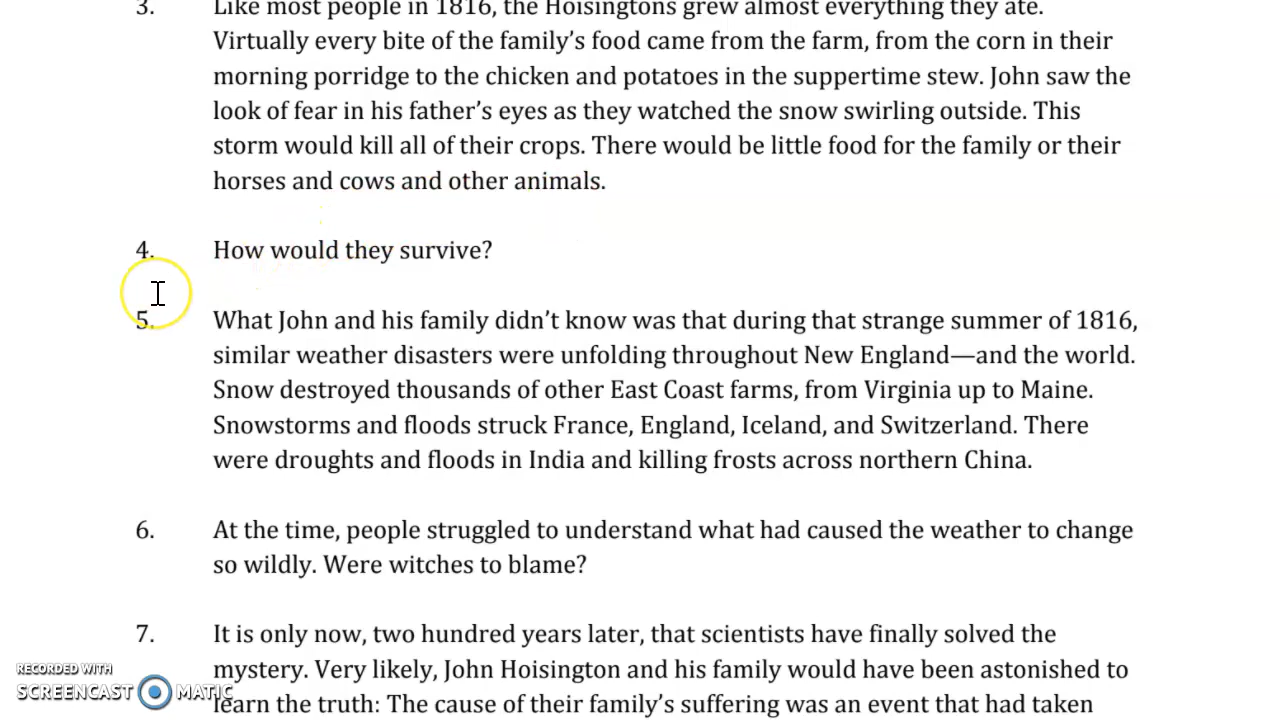 3. Like most people in 1816, the Hoisingtons grew almost everything they ate.
Virtually every bite of the family’s food came from the farm, from the corn in their
morning porridge to the chicken and potatoes in the suppertime stew. John saw the
look of fear in his father’s eyes as they watched the snow swirling outside. This
storm would kill all of their crops. There would be little food for the family or their
horses and cows and other animals.
4. How would they survive?
5. What John and his family didn’t know was that during that strange summer of 1816,
similar weather disasters were unfolding throughout New England—and the world.
Snow destroyed thousands of other East Coast farms, from Virginia up to Maine.
Snowstorms and floods struck France, England, Iceland, and Switzerland. There
were droughts and floods in India and killing frosts across northern China.
6. At the time, people struggled to understand what had caused the weather to change
so wildly. Were witches to blame?
7. It is only now, two hundred years later, that scientists have finally solved the
mystery. Very likely, John Hoisington and his family would have been astonished to
learn the truth: The cause of their family’s suffering was an event that had taken
RECORDED WITH
SCREENCAST MATIC